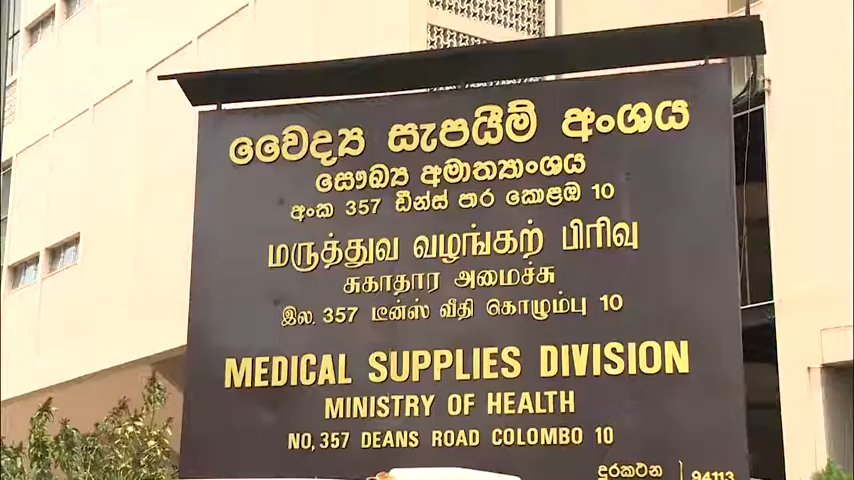 වෛද්‍ය සැපයීම් අංශය
සෞඛ්‍ය අමාත්‍යාංශය
අංක 357 ඩීන්ස් පාර කොළඹ 10
மருத்துவ வழங்கற் பிரிவு
சுகாதார அமைச்சு
இல. 357 டீன்ஸ் வீதி கொழும்பு 10
MEDICAL SUPPLIES DIVISION
MINISTRY OF HEALTH
NO, 357 DEANS ROAD COLOMBO 10
දුරකථන 94113